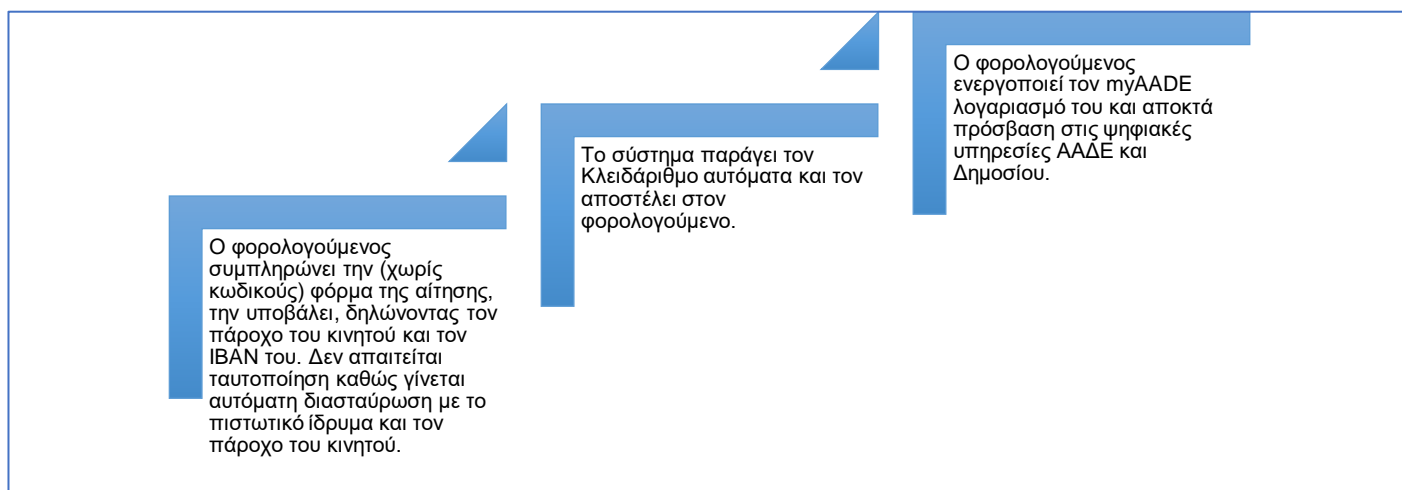 Ο φορολογούμενος
συμπληρώνει την (χωρίς
κωδικούς) φόρμα της αίτησης,
την υποβάλει, δηλώνοντας τον
πάροχο του κινητού και τον
IBAN του. Δεν απαιτείται
ταυτοποίηση καθώς γίνεται
αυτόματη διασταύρωση με το
πιστωτικό ίδρυμα και τον
πάροχο του κινητού.
Το σύστημα παράγει τον
Κλειδάριθμο αυτόματα και τον
αποστέλει στον
φορολογούμενο.
Ο φορολογούμενος
ενεργοποιεί τον myAADE
λογαριασμό του και αποκτά
πρόσβαση στις ψηφιακές
υπηρεσίες ΑΑΔΕ και
Δημοσίου.